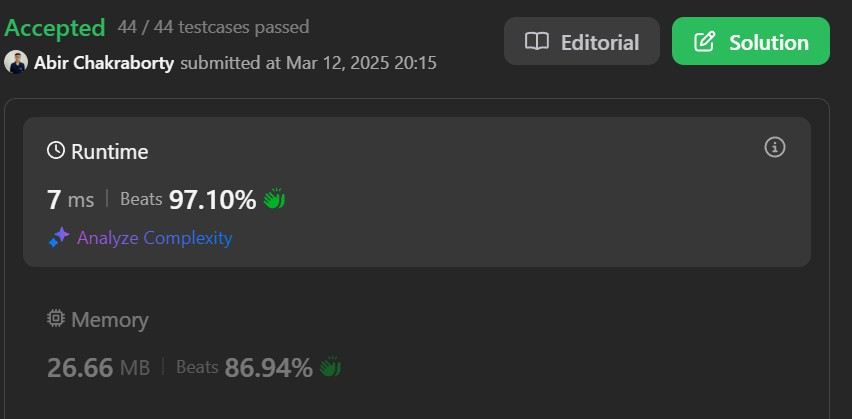 Accepted 44 / 44 testcases passed
Abir Chakraborty submitted at Mar 12, 2025 20:15
Editorial
Solution
Runtime
7 ms | Beats 97.10%
Analyze Complexity
Memory
26.66 MB | Beats 86.94%